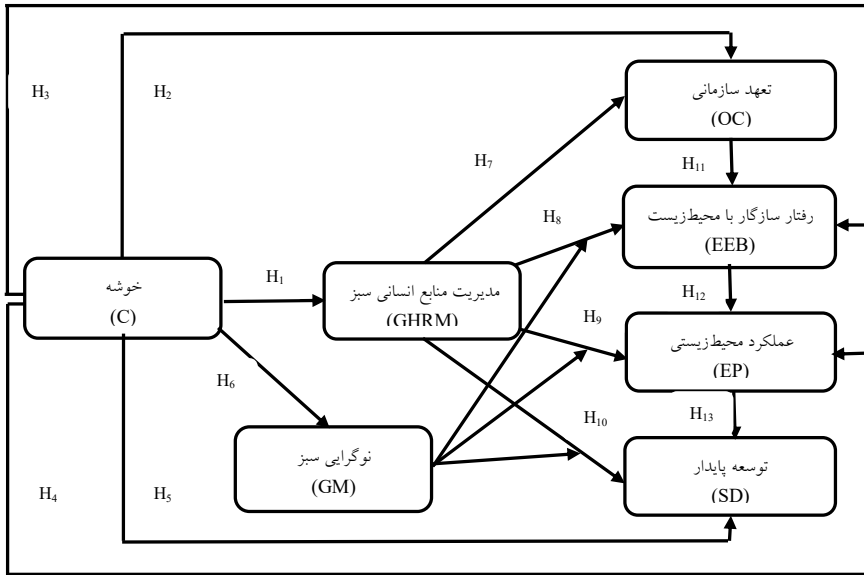 H3
H2
تعهد سازمانی
(OC)
H7
H11
H8
رفتار سازگار با محیط‌زیست
(EEB)
خوشه
(C)
H1
مدیریت منابع انسانی سبز
(GHRM)
H12
H9
عملکرد محیط‌زیستی
(EP)
H6
H10
H13
نوگرایی سبز
(GM)
توسعه پایدار
(SD)
H4
H5